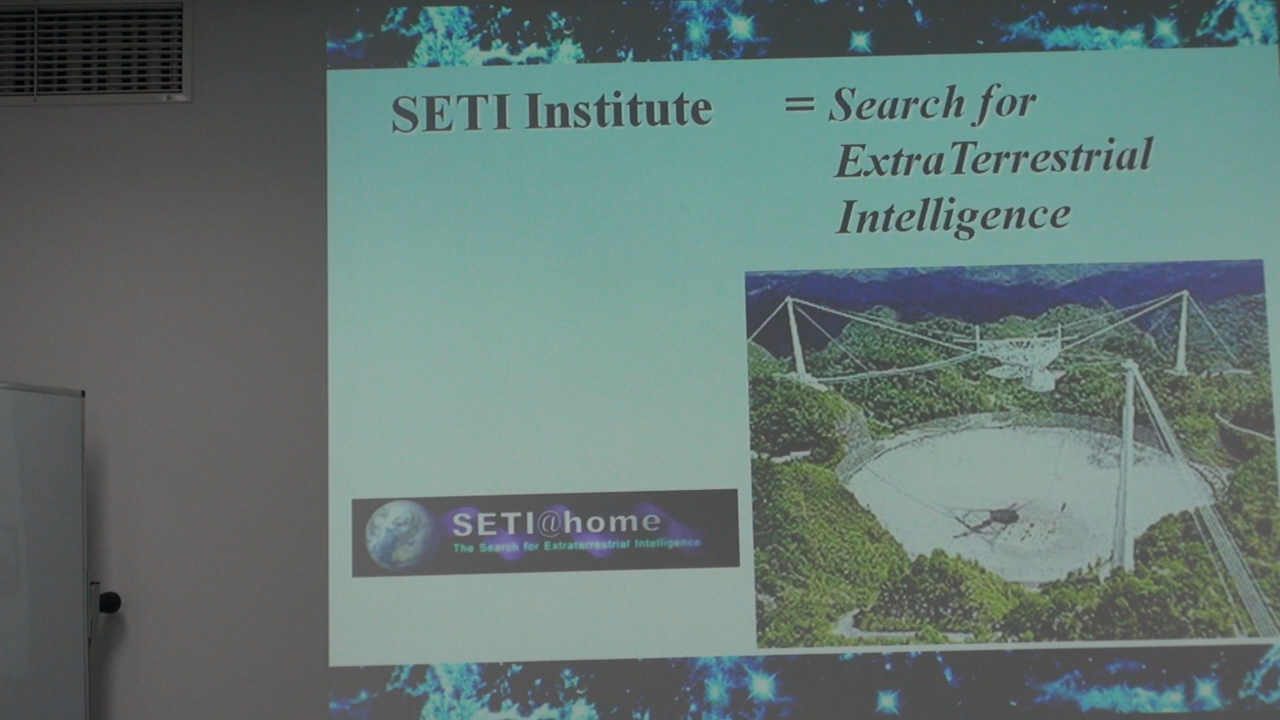 SETI Institute = Search for
ExtraTerrestrial
Intelligence
SETI@home
The Search for Extraterrestrial Intelligence